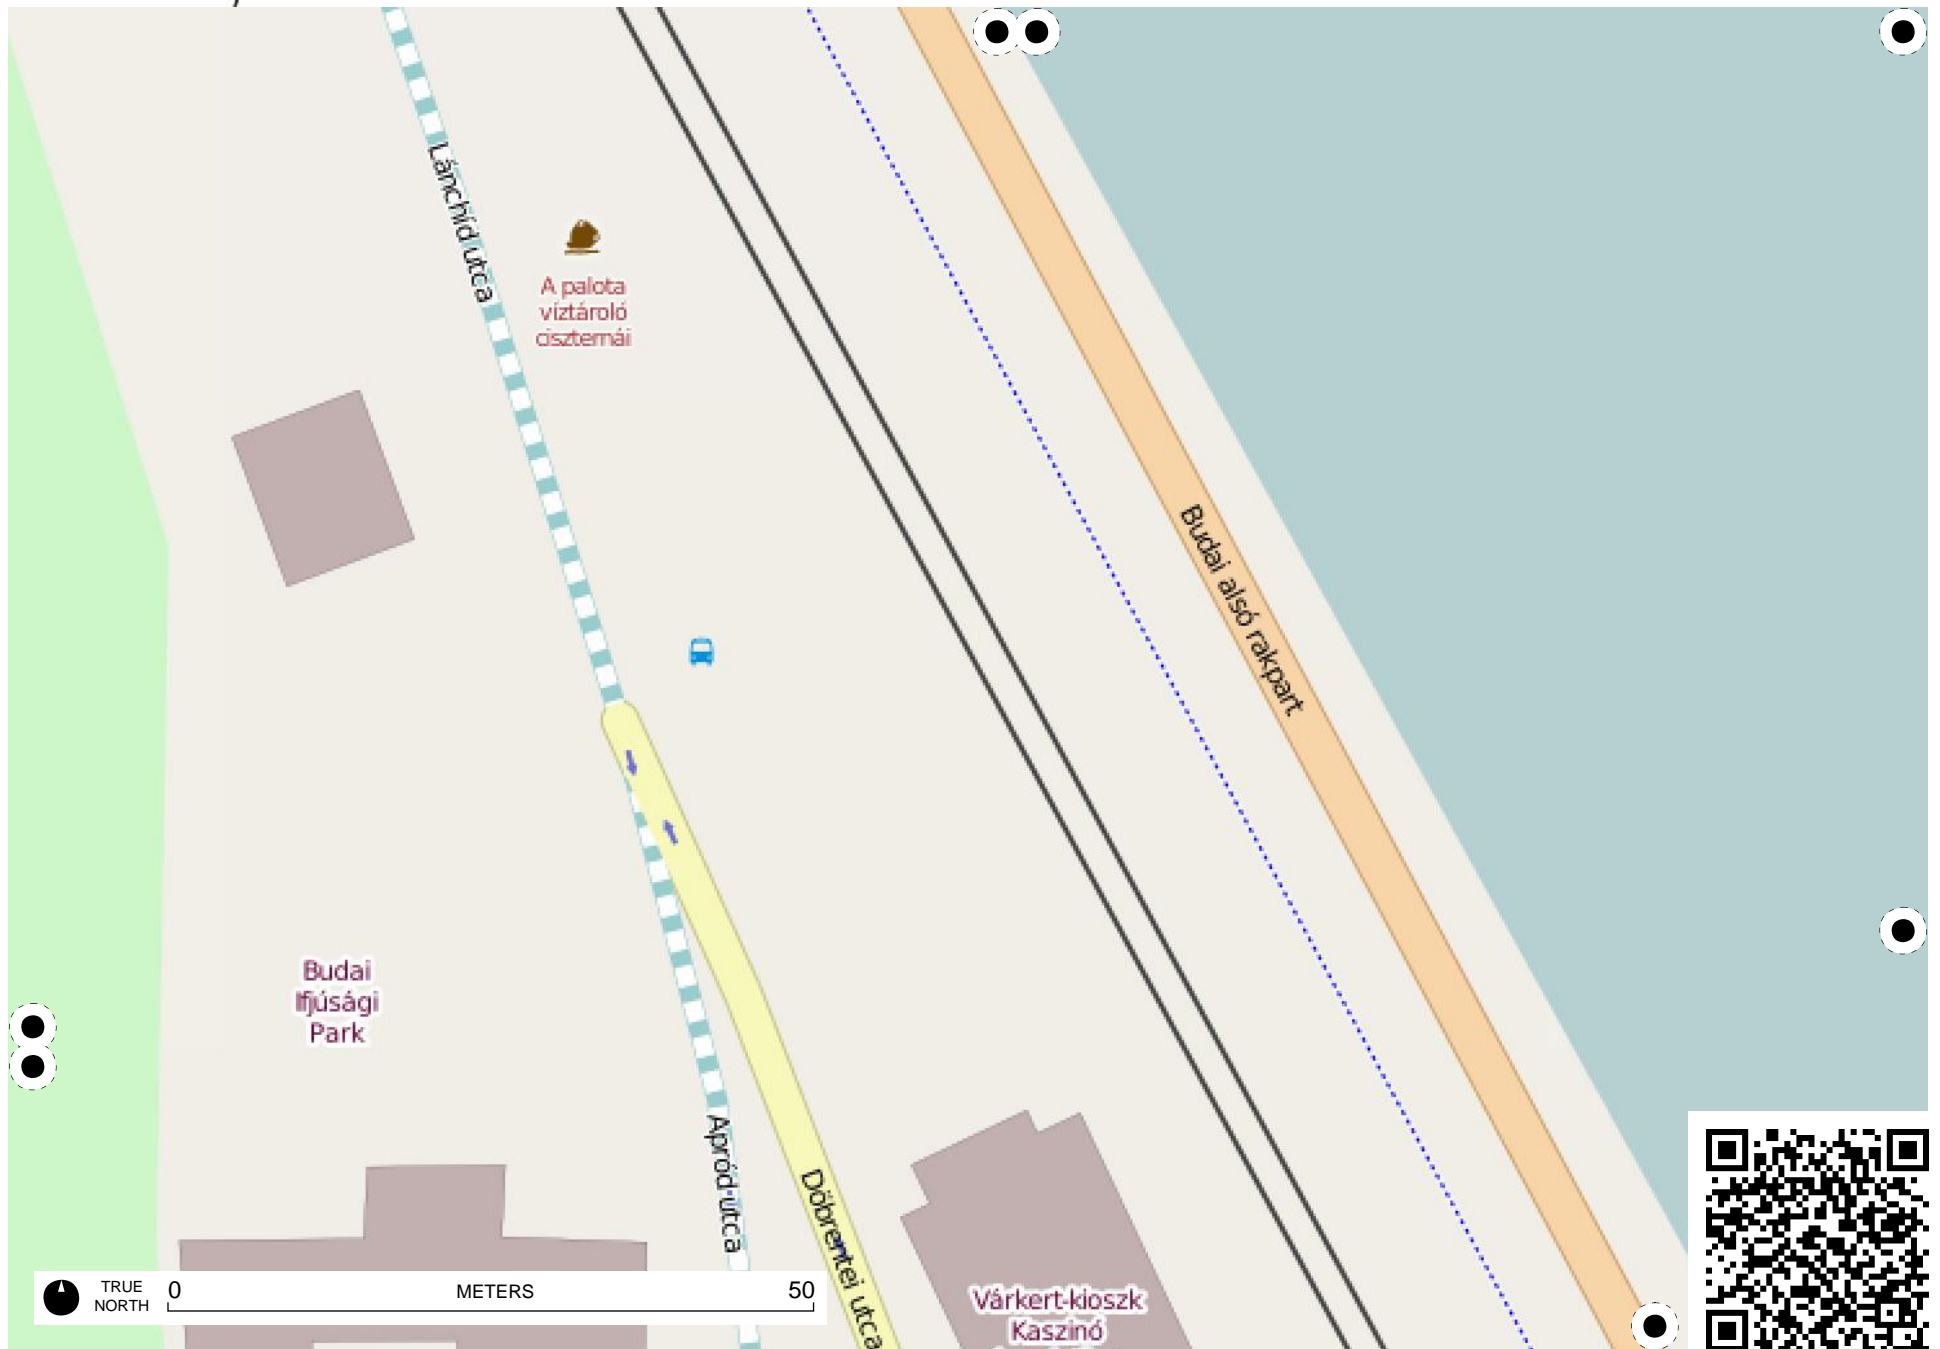 Lánchíd utca
A palota
víztároló
ciszternái
Budai alsó rakpart
Budai
Ifjúsági
Park
Apród utca
Döbrentei utca
Várkert-kioszk
Kaszinó
TRUE
NORTH
0 METERS 50